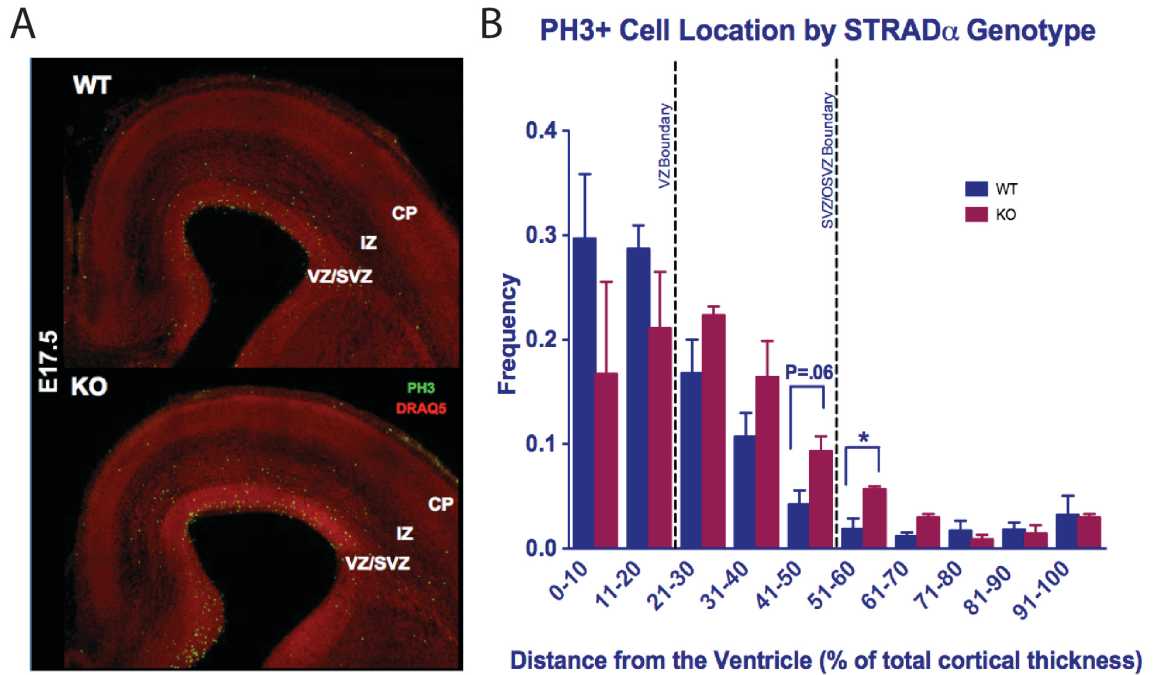 A
WT
CP
IZ
VZ/SVZ
E17.5
KO
PH3
DRAQ5
CP
IZ
VZ/SVZ
B
PH3+ Cell Location by STRADα Genotype
VZ Boundary
SVZ/OSVZ Boundary
WT
KO
Frequency
0.4
0.3
0.2
0.1
0.0
P=.06
*
0-10
11-20
21-30
31-40
41-50
51-60
61-70
71-80
81-90
91-100
Distance from the Ventricle (% of total cortical thickness)